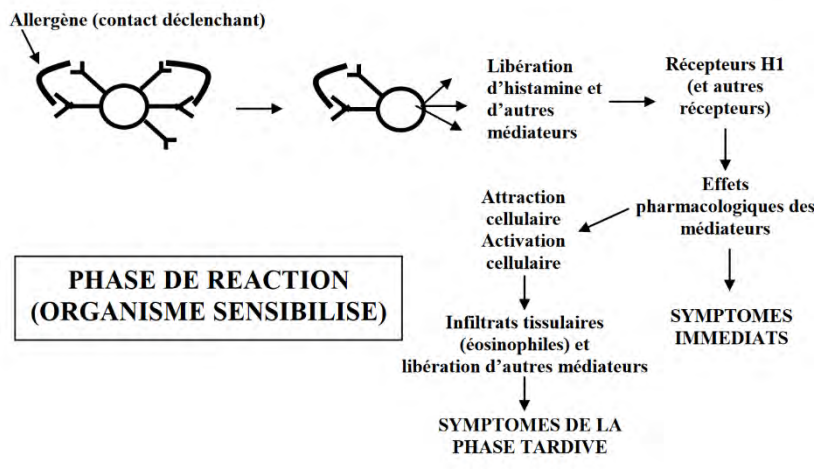 Allergène (contact déclenchant)
Libération
d’histamine et
d’autres
médiateurs
Récepteurs H1
(et autres
récepteurs)
Effets
pharmacologiques des
médiateurs
Attraction
cellulaire
Activation
cellulaire
PHASE DE REACTION
(ORGANISME SENSIBILISE)
SYMPTOMES
IMMEDIATS
Infiltrats tissulaires
(éosinophiles) et
libération d’autres médiateurs
SYMPTOMES DE LA
PHASE TARDIVE